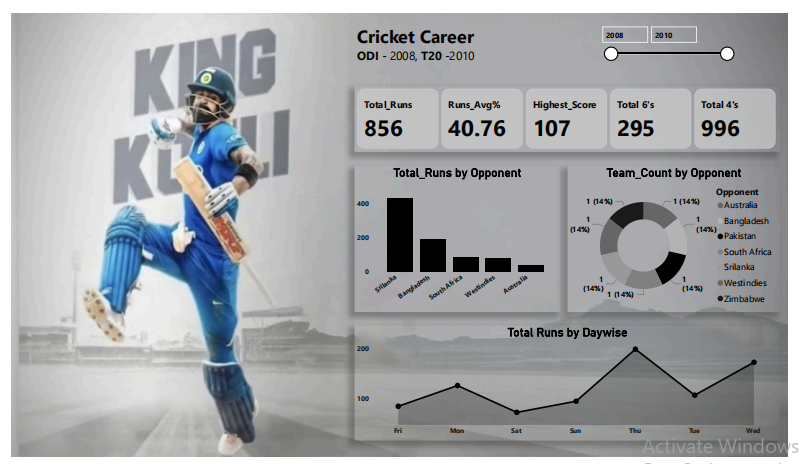 KING
KOHLI
Cricket Career
ODI - 2008, T20 -2010
2008 2010
Total_Runs Runs_Avg% Highest_Score Total 6's Total 4's
856 40.76 107 295 996
Total_Runs by Opponent
400
200
0
Srilanka Bangladesh South Africa Westindies Australia
Team_Count by Opponent
1 (14%)
1 (14%)
1 (14%)
1 (14%)
1 (14%)
1 (14%)
1 (14%)
Opponent
Australia
Bangladesh
Pakistan
South Africa
Srilanka
Westindies
Zimbabwe
Total Runs by Daywise
200
100
Fri Mon Sat Sun Thu Tue Wed
Activate Windows